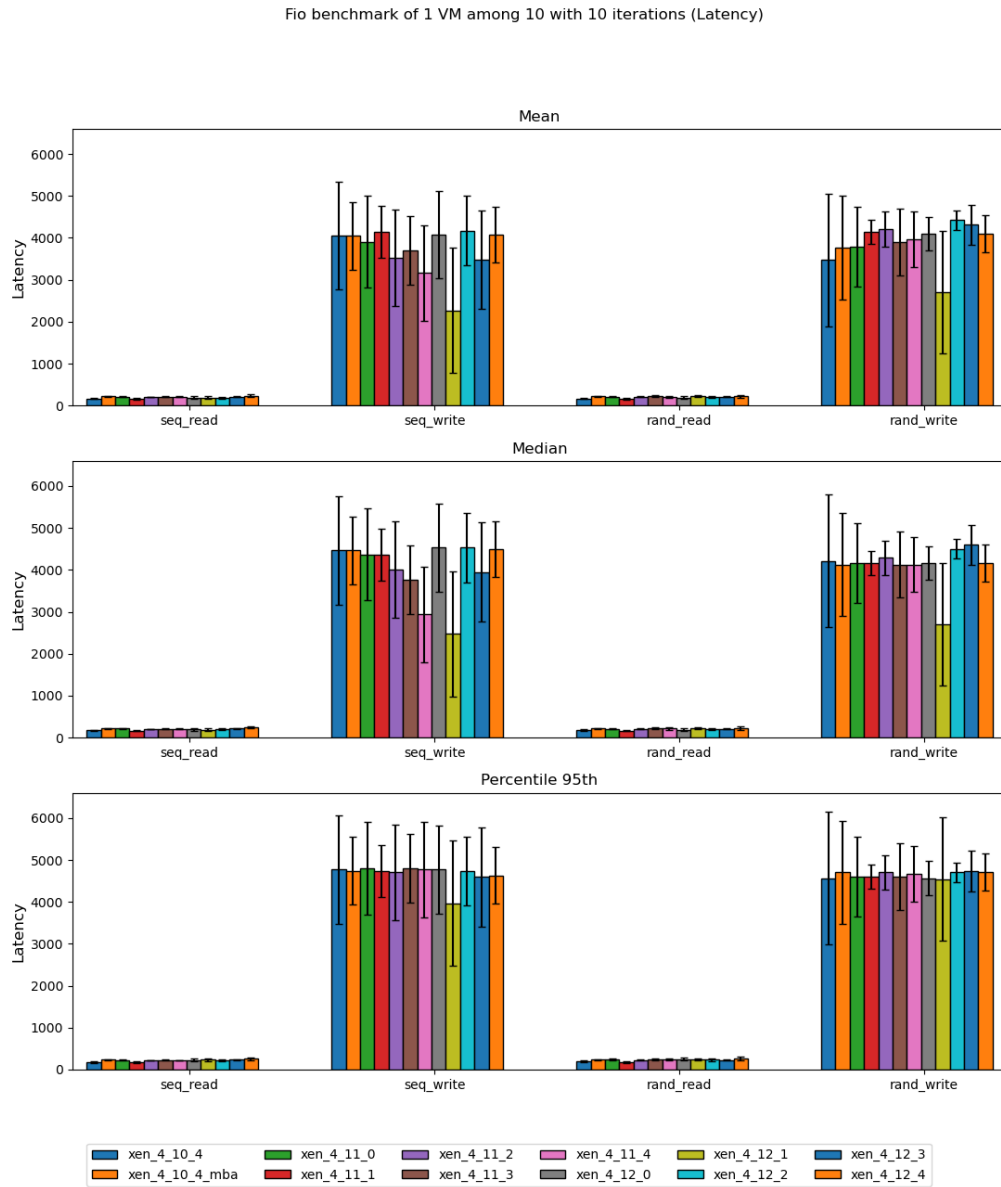 Fio benchmark of 1 VM among 10 with 10 iterations (Latency)
Mean
Latency
6000
5000
4000
3000
2000
1000
0
seq_read seq_write rand_read rand_write
Median
Latency
6000
5000
4000
3000
2000
1000
0
seq_read seq_write rand_read rand_write
Percentile 95th
Latency
6000
5000
4000
3000
2000
1000
0
seq_read seq_write rand_read rand_write
xen_4_10_4 xen_4_11_0 xen_4_11_2 xen_4_11_4 xen_4_12_1 xen_4_12_3
xen_4_10_4_mba xen_4_11_1 xen_4_11_3 xen_4_12_0 xen_4_12_2 xen_4_12_4